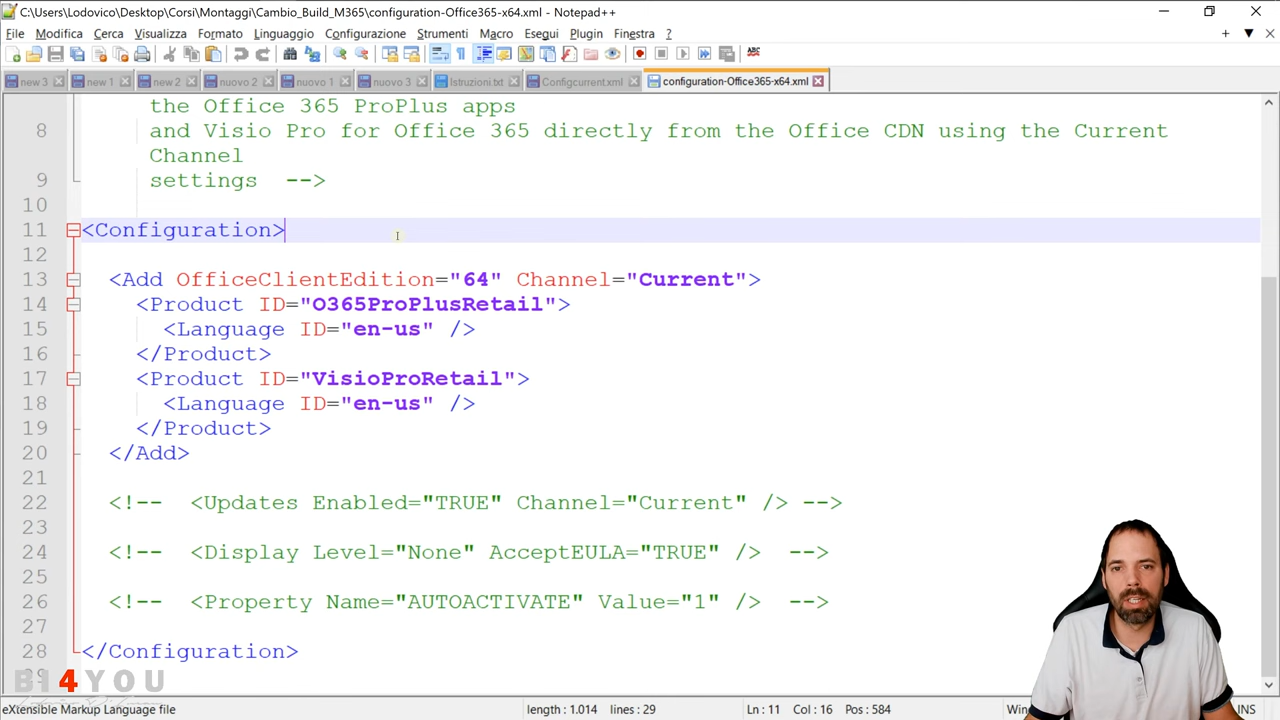 C:\Users\Lodovico\Desktop\Corsi\Montaggi\Cambio_Build_M365\configuration-Office365-x64.xml - Notepad++
File Modifica Cerca Visualizza Formato Linguaggio Configurazione Strumenti Macro Esegui Plugin Finestra ?
new 3 new 1 new 2 nuovo 2 nuovo 1 nuovo 3 Istruzioni.txt Configcurrent.xml configuration-Office365-x64.xml
the Office 365 ProPlus apps
8 and Visio Pro for Office 365 directly from the Office CDN using the Current
Channel
9 settings -->
10
11 <Configuration>
12
13 <Add OfficeClientEdition="64" Channel="Current">
14 <Product ID="O365ProPlusRetail">
15 <Language ID="en-us" />
16 </Product>
17 <Product ID="VisioProRetail">
18 <Language ID="en-us" />
19 </Product>
20 </Add>
21
22 <!-- <Updates Enabled="TRUE" Channel="Current" /> -->
23
24 <!-- <Display Level="None" AcceptEULA="TRUE" /> -->
25
26 <!-- <Property Name="AUTOACTIVATE" Value="1" /> -->
27
28 </Configuration>
BI4YOU
eXtensible Markup Language file length : 1.014 lines : 29 Ln : 11 Col : 16 Pos : 584 INS